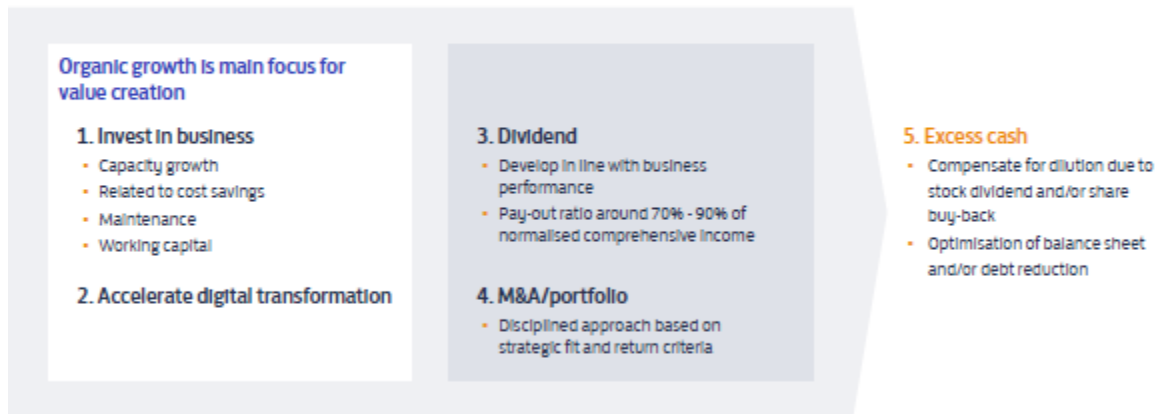 Organic growth is main focus for
value creation
1. Invest in business
• Capacity growth
• Related to cost savings
• Maintenance
• Working capital
2. Accelerate digital transformation
3. Dividend
• Develop in line with business
performance
• Pay-out ratio around 70% - 90% of
normalised comprehensive income
4. M&A/portfolio
• Disciplined approach based on
strategic fit and return criteria
5. Excess cash
• Compensate for dilution due to
stock dividend and/or share
buy-back
• Optimisation of balance sheet
and/or debt reduction